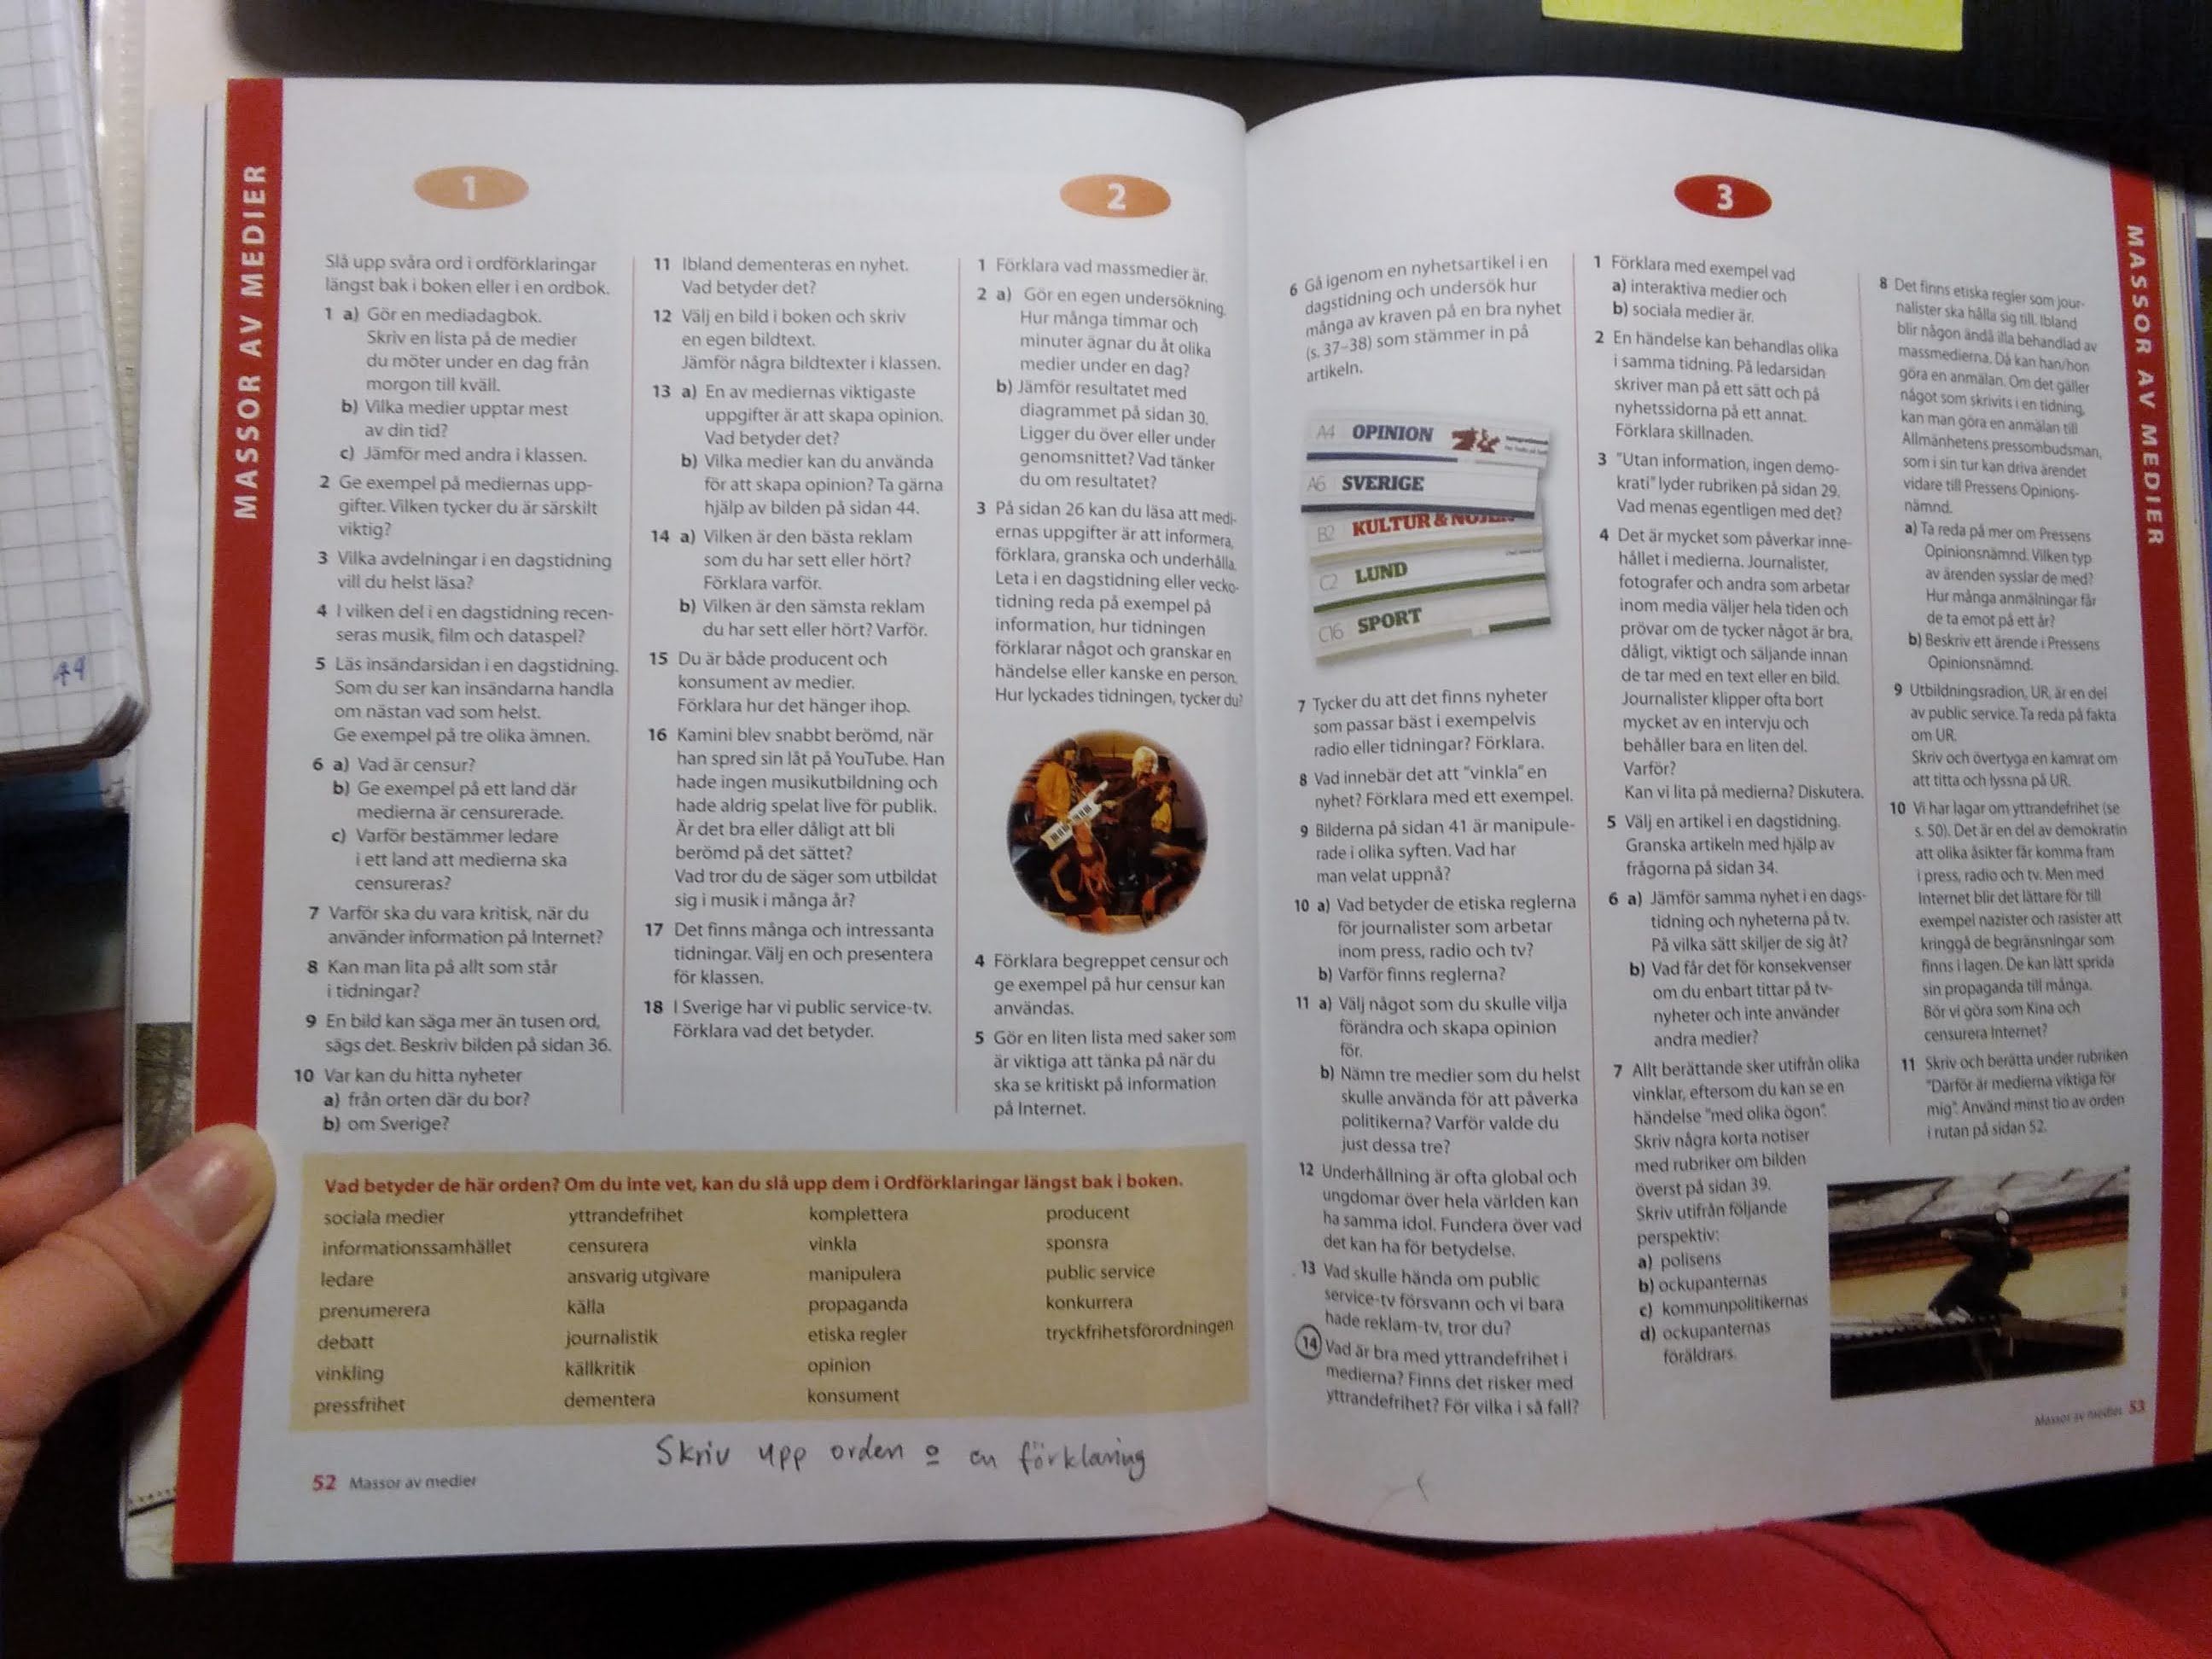 MASSOR AV MEDIER
1
Slå upp svåra ord i ordförklaringar
längst bak i boken eller i en ordbok.
1 a) Gör en mediadagbok.
Skriv en lista på de medier
du möter under en dag från
morgon till kväll.
b) Vilka medier upptar mest
av din tid?
c) Jämför med andra i klassen.
2 Ge exempel på mediernas upp-
gifter. Vilken tycker du är särskilt
viktig?
3 Vilka avdelningar i en dagstidning
vill du helst läsa?
4 I vilken del i en dagstidning recen-
seras musik, film och dataspel?
5 Läs insändarsidan i en dagstidning.
Som du ser kan insändarna handla
om nästan vad som helst.
Ge exempel på tre olika ämnen.
6 a) Vad är censur?
b) Ge exempel på ett land där
medierna är censurerade.
c) Varför bestämmer ledare
i ett land att medierna ska
censureras?
7 Varför ska du vara kritisk, när du
använder information på Internet?
8 Kan man lita på allt som står
i tidningar?
9 En bild kan säga mer än tusen ord,
sägs det. Beskriv bilden på sidan 36.
10 Var kan du hitta nyheter
a) från orten där du bor?
b) om Sverige?
11 Ibland dementeras en nyhet.
Vad betyder det?
12 Välj en bild i boken och skriv
en egen bildtext.
Jämför några bildtexter i klassen.
13 a) En av mediernas viktigaste
uppgifter är att skapa opinion.
Vad betyder det?
b) Vilka medier kan du använda
för att skapa opinion? Ta gärna
hjälp av bilden på sidan 44.
14 a) Vilken är den bästa reklam
som du har sett eller hört?
Förklara varför.
b) Vilken är den sämsta reklam
du har sett eller hört? Varför.
15 Du är både producent och
konsument av medier.
Förklara hur det hänger ihop.
16 Kamini blev snabbt berömd, när
han spred sin låt på YouTube. Han
hade ingen musikutbildning och
hade aldrig spelat live för publik.
Är det bra eller dåligt att bli
berömd på det sättet?
Vad tror du de säger som utbildat
sig i musik i många år?
17 Det finns många och intressanta
tidningar. Välj en och presentera
för klassen.
18 I Sverige har vi public service-tv.
Förklara vad det betyder.
2
1 Förklara vad massmedier är.
2 a) Gör en egen undersökning.
Hur många timmar och
minuter ägnar du åt olika
medier under en dag?
b) Jämför resultatet med
diagrammet på sidan 30.
Ligger du över eller under
genomsnittet? Vad tänker
du om resultatet?
3 På sidan 26 kan du läsa att medi-
ernas uppgifter är att informera,
förklara, granska och underhålla.
Leta i en dagstidning eller vecko-
tidning reda på exempel på
information, hur tidningen
förklarar något och granskar en
händelse eller kanske en person.
Hur lyckades tidningen, tycker du?
4 Förklara begreppet censur och
ge exempel på hur censur kan
användas.
5 Gör en liten lista med saker som
är viktiga att tänka på när du
ska se kritiskt på information
på Internet.
Vad betyder de här orden? Om du inte vet, kan du slå upp dem i Ordförklaringar längst bak i boken.
sociala medier
informationssamhället
ledare
prenumerera
debatt
vinkling
pressfrihet
yttrandefrihet
censurera
ansvarig utgivare
källa
journalistik
källkritik
dementera
komplettera
vinkla
manipulera
propaganda
etiska regler
opinion
konsument
producent
sponsra
public service
konkurrera
tryckfrihetsförordningen
Skriv upp orden o en förklaring
52 Massor av medier
6 Gå igenom en nyhetsartikel i en
dagstidning och undersök hur
många av kraven på en bra nyhet
(s. 37–38) som stämmer in på
artikeln.
A4 OPINION
A6 SVERIGE
B2 KULTUR & NÖJEN
C2 LUND
C16 SPORT
7 Tycker du att det finns nyheter
som passar bäst i exempelvis
radio eller tidningar? Förklara.
8 Vad innebär det att "vinkla" en
nyhet? Förklara med ett exempel.
9 Bilderna på sidan 41 är manipule-
rade i olika syften. Vad har
man velat uppnå?
10 a) Vad betyder de etiska reglerna
för journalister som arbetar
inom press, radio och tv?
b) Varför finns reglerna?
11 a) Välj något som du skulle vilja
förändra och skapa opinion
för.
b) Nämn tre medier som du helst
skulle använda för att påverka
politikerna? Varför valde du
just dessa tre?
12 Underhållning är ofta global och
ungdomar över hela världen kan
ha samma idol. Fundera över vad
det kan ha för betydelse.
13 Vad skulle hända om public
service-tv försvann och vi bara
hade reklam-tv, tror du?
14 Vad är bra med yttrandefrihet i
medierna? Finns det risker med
yttrandefrihet? För vilka i så fall?
3
1 Förklara med exempel vad
a) interaktiva medier och
b) sociala medier är.
2 En händelse kan behandlas olika
i samma tidning. På ledarsidan
skriver man på ett sätt och på
nyhetssidorna på ett annat.
Förklara skillnaden.
3 "Utan information, ingen demo-
krati" lyder rubriken på sidan 29.
Vad menas egentligen med det?
4 Det är mycket som påverkar inne-
hållet i medierna. Journalister,
fotografer och andra som arbetar
inom media väljer hela tiden och
prövar om de tycker något är bra,
dåligt, viktigt och säljande innan
de tar med en text eller en bild.
Journalister klipper ofta bort
mycket av en intervju och
behåller bara en liten del.
Varför?
Kan vi lita på medierna? Diskutera.
5 Välj en artikel i en dagstidning.
Granska artikeln med hjälp av
frågorna på sidan 34.
6 a) Jämför samma nyhet i en dags-
tidning och nyheterna på tv.
På vilka sätt skiljer de sig åt?
b) Vad får det för konsekvenser
om du enbart tittar på tv-
nyheter och inte använder
andra medier?
7 Allt berättande sker utifrån olika
vinklar, eftersom du kan se en
händelse "med olika ögon".
Skriv några korta notiser
med rubriker om bilden
överst på sidan 39.
Skriv utifrån följande
perspektiv:
a) polisens
b) ockupanternas
c) kommunpolitikernas
d) ockupanternas
föräldrars.
8 Det finns etiska regler som jour-
nalister ska hålla sig till. Ibland
blir någon ändå illa behandlad av
massmedierna. Då kan han/hon
göra en anmälan. Om det gäller
något som skrivits i en tidning,
kan man göra en anmälan till
Allmänhetens pressombudsman,
som i sin tur kan driva ärendet
vidare till Pressens Opinions-
nämnd.
a) Ta reda på mer om Pressens
Opinionsnämnd. Vilken typ
av ärenden sysslar de med?
Hur många anmälningar får
de ta emot på ett år?
b) Beskriv ett ärende i Pressens
Opinionsnämnd.
9 Utbildningsradion, UR, är en del
av public service. Ta reda på fakta
om UR.
Skriv och övertyga en kamrat om
att titta och lyssna på UR.
10 Vi har lagar om yttrandefrihet (se
s. 50). Det är en del av demokratin
att olika åsikter får komma fram
i press, radio och tv. Men med
Internet blir det lättare för till
exempel nazister och rasister att
kringgå de begränsningar som
finns i lagen. De kan lätt sprida
sin propaganda till många.
Bör vi göra som Kina och
censurera Internet?
11 Skriv och berätta under rubriken
"Därför är medierna viktiga för
mig". Använd minst tio av orden
i rutan på sidan 52.
Massor av medier 53
MASSOR AV MEDIER